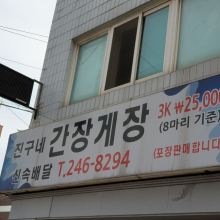 진구네 간장게장 3K ₩25,000
(8마리 기준)
신속배달 T.246-8294 (포장판매합니다